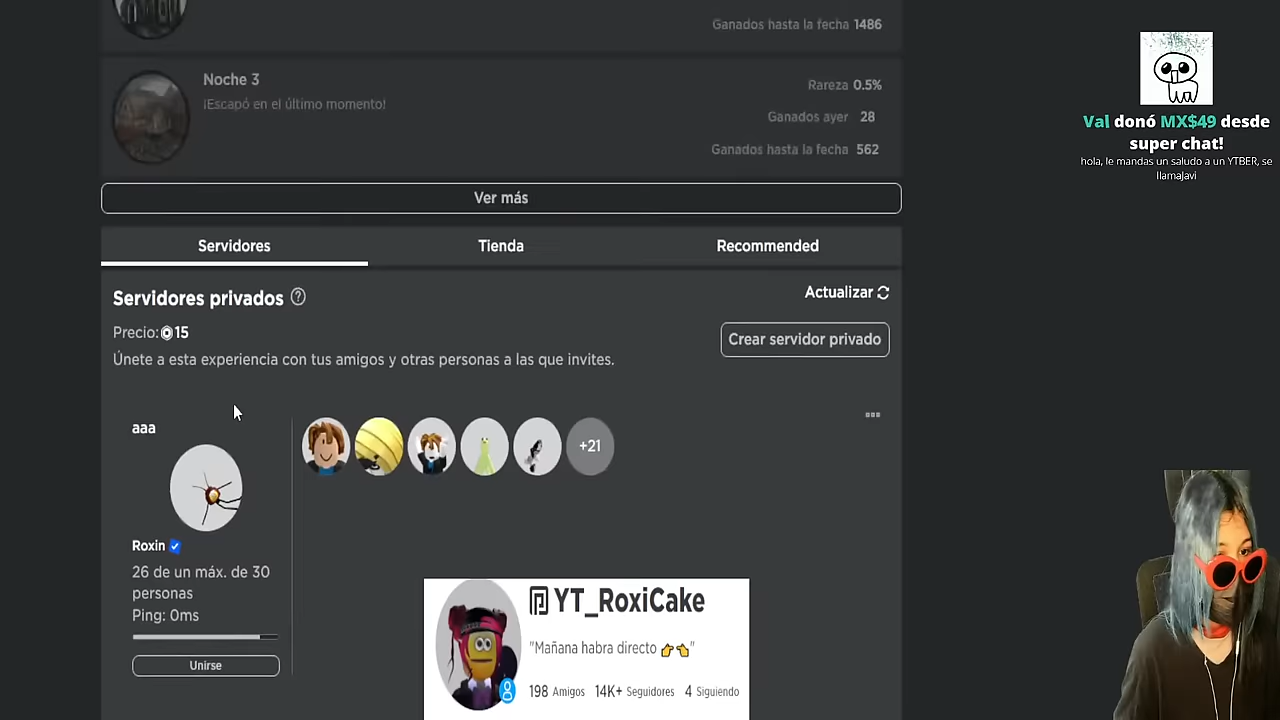 Ganados hasta la fecha 1486
Noche 3
¡Escapó en el último momento!
Rareza 0.5%
Ganados ayer 28
Ganados hasta la fecha 562
Ver más
Servidores
Tienda
Recommended
Servidores privados
Actualizar
Precio: 15
Crear servidor privado
Únete a esta experiencia con tus amigos y otras personas a las que invites.
aaa
+21
Roxin
26 de un máx. de 30
personas
Ping: 0ms
Unirse
YT_RoxiCake
"Mañana habra directo 👉👈"
198 Amigos 14K+ Seguidores 4 Siguiendo
Val donó MX$49 desde
super chat!
hola, le mandas un saludo a un YTBER, se
llamaJavi